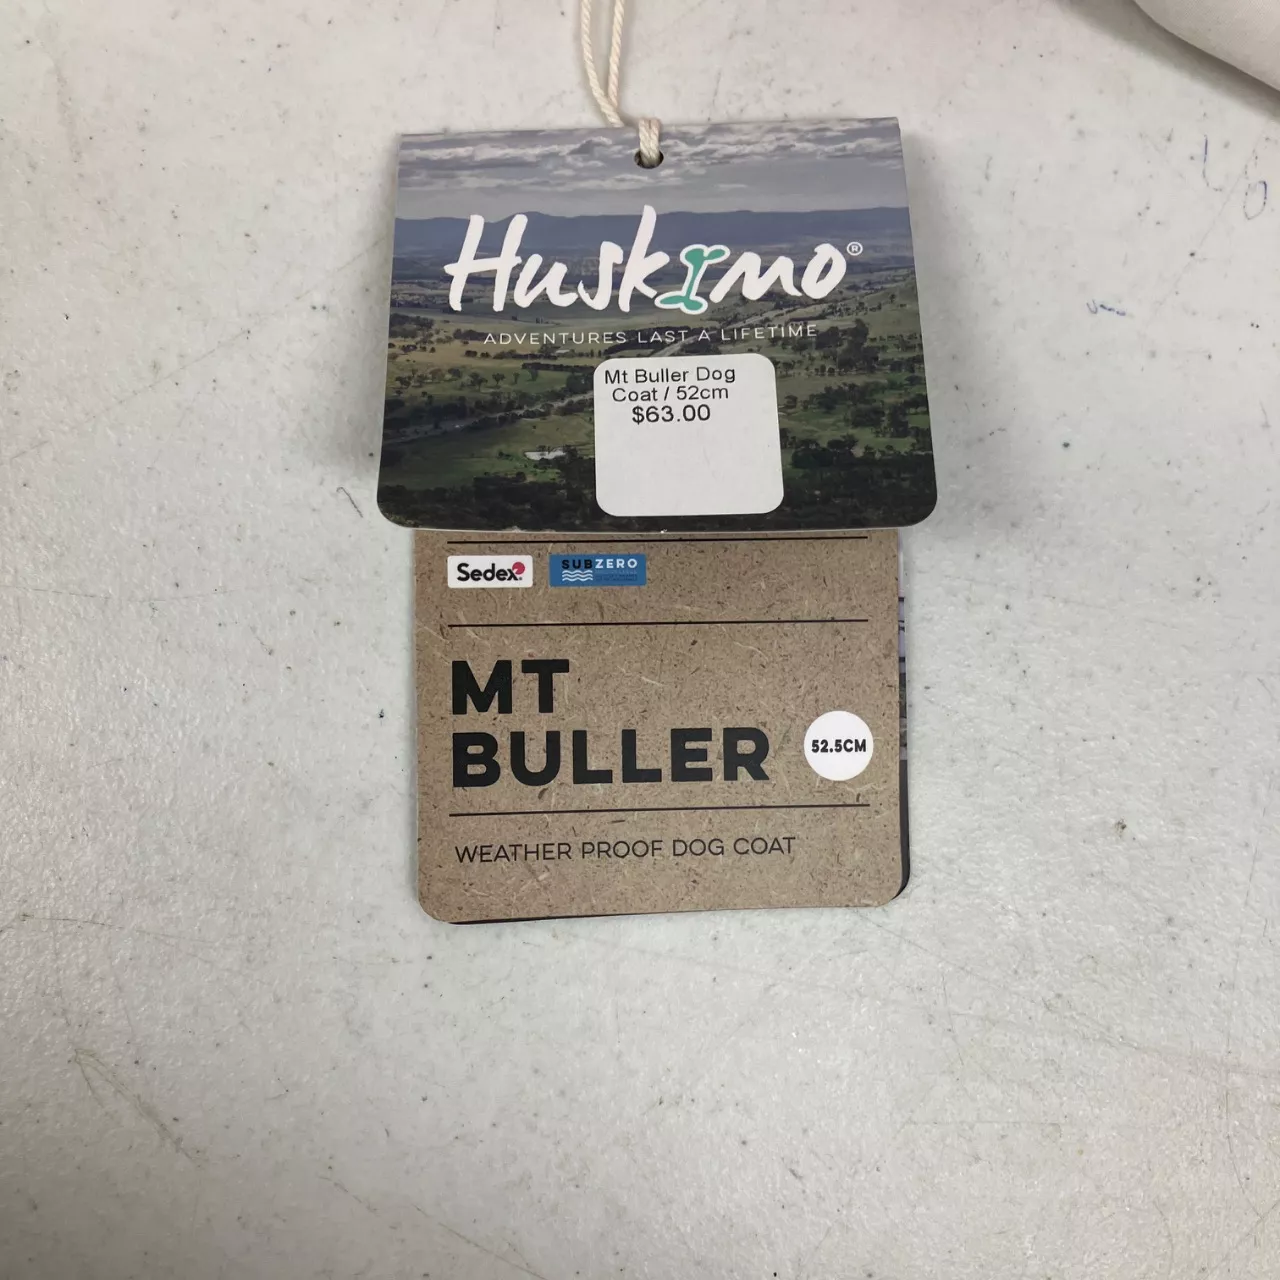 Huskimo®
ADVENTURES LAST A LIFETIME
Mt Buller Dog
Coat / 52cm
$63.00
Sedex
SUBZERO
MT
BULLER
52.5CM
WEATHER PROOF DOG COAT